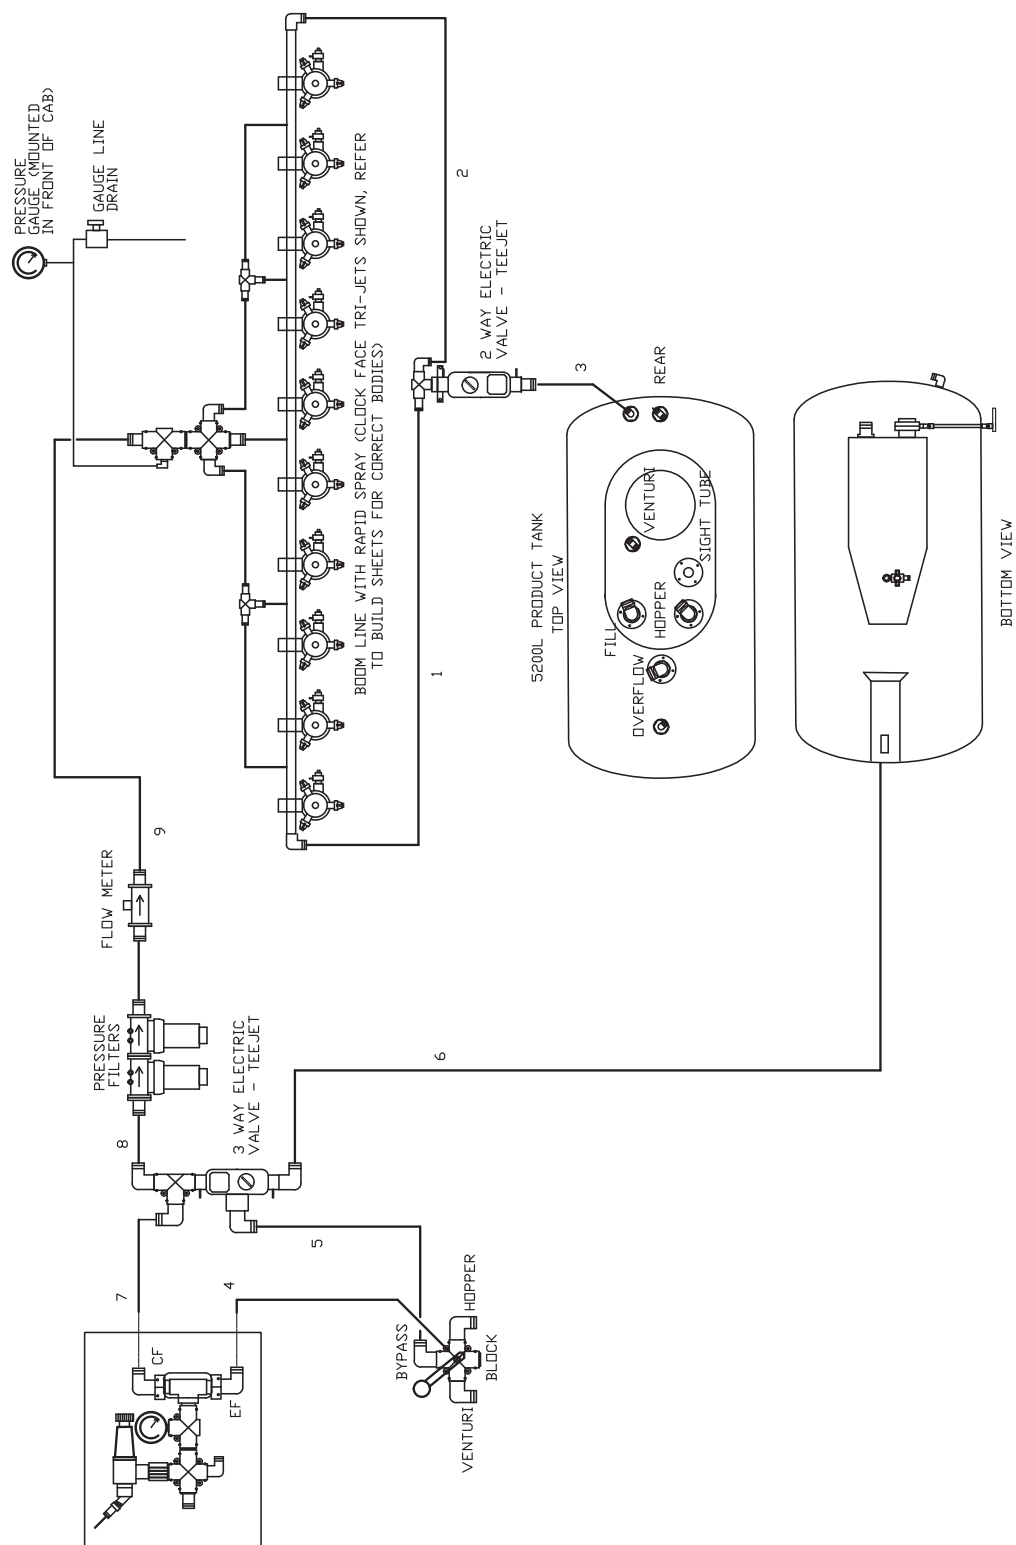 PRESSURE
GAUGE (MOUNTED
IN FRONT OF CAB)
GAUGE LINE
DRAIN
BOOM LINE WITH RAPID SPRAY (CLOCK FACE TRI-JETS SHOWN, REFER
TO BUILD SHEETS FOR CORRECT BODIES)
2
2 WAY ELECTRIC
VALVE - TEEJET
3
REAR
1
5200L PRODUCT TANK
TOP VIEW
VENTURI
SIGHT TUBE
FILL
HOPPER
OVERFLOW
BOTTOM VIEW
9
FLOW METER
PRESSURE
FILTERS
8
3 WAY ELECTRIC
VALVE - TEEJET
6
5
7
4
CF
EF
BYPASS
HOPPER
BLOCK
VENTURI